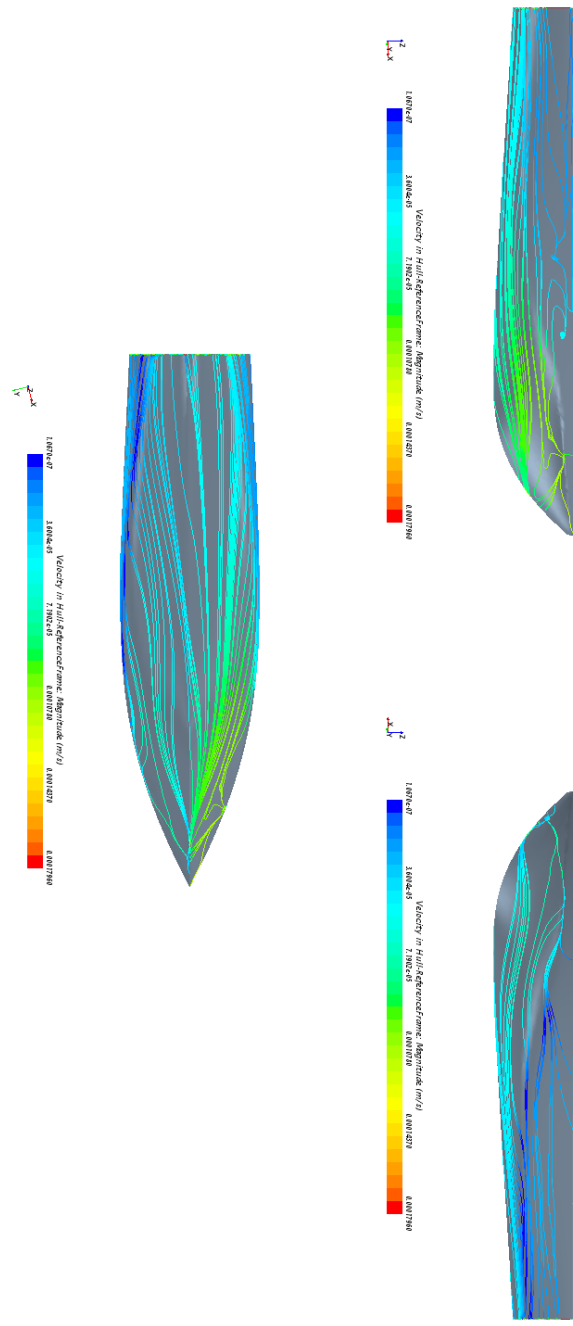 Z
Y
X
Velocity in Hull-ReferenceFrame: Magnitude (m/s)
1.0670e-07
3.6004e-05
7.1902e-05
0.00010780
0.00014370
0.00017960
Z
X
Y
Velocity in Hull-ReferenceFrame: Magnitude (m/s)
1.0670e-07
3.6004e-05
7.1902e-05
0.00010780
0.00014370
0.00017960
Z
X
Y
Velocity in Hull-ReferenceFrame: Magnitude (m/s)
1.0670e-07
3.6004e-05
7.1902e-05
0.00010780
0.00014370
0.00017960